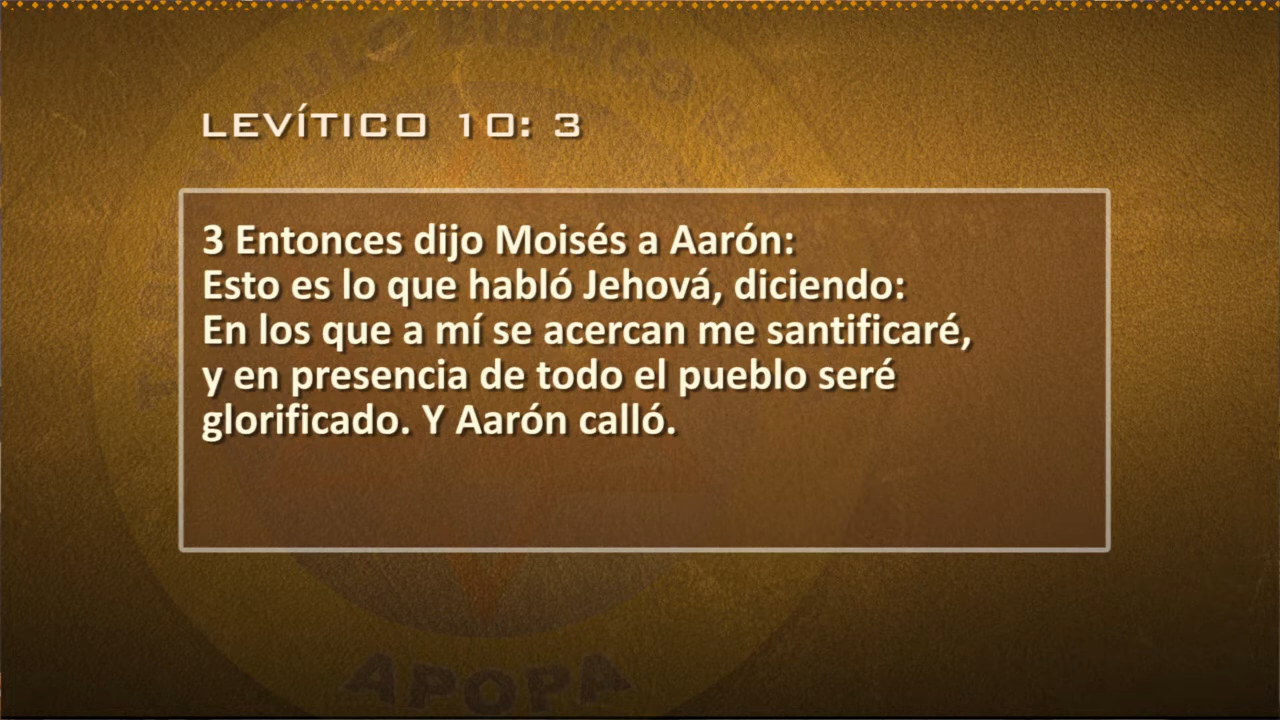 LEVÍTICO 10: 3
3 Entonces dijo Moisés a Aarón:
Esto es lo que habló Jehová, diciendo:
En los que a mí se acercan me santificaré,
y en presencia de todo el pueblo seré
glorificado. Y Aarón calló.
BÍBLICO
APOPA